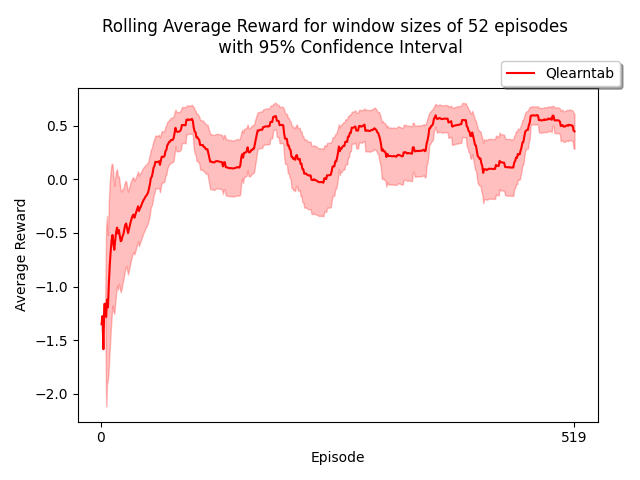 Rolling Average Reward for window sizes of 52 episodes
with 95% Confidence Interval
Qlearntab
0.5
0.0
−0.5
−1.0
−1.5
−2.0
Average Reward
0
519
Episode